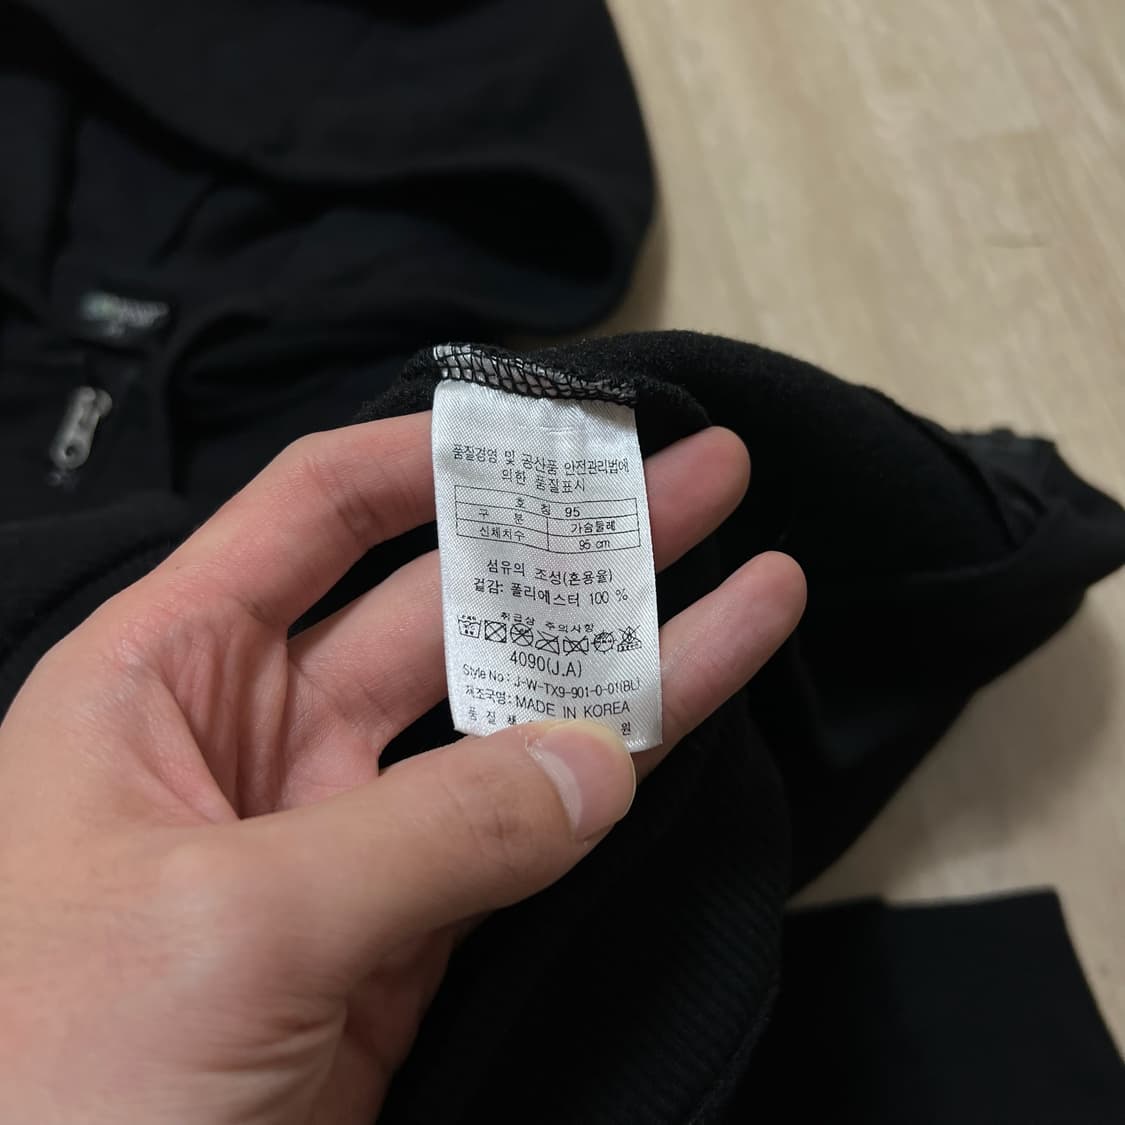 품질경영 및 공산품 안전관리법에
의한 품질표시
호 칭 95
구 분 가슴둘레
신체치수 95 cm
섬유의 조성(혼용율)
겉감: 폴리에스터 100 %
취급상 주의사항
4090(J.A)
Style No: J-W-TX9-901-0-01(BL)
제조국명: MADE IN KOREA
품 질 원